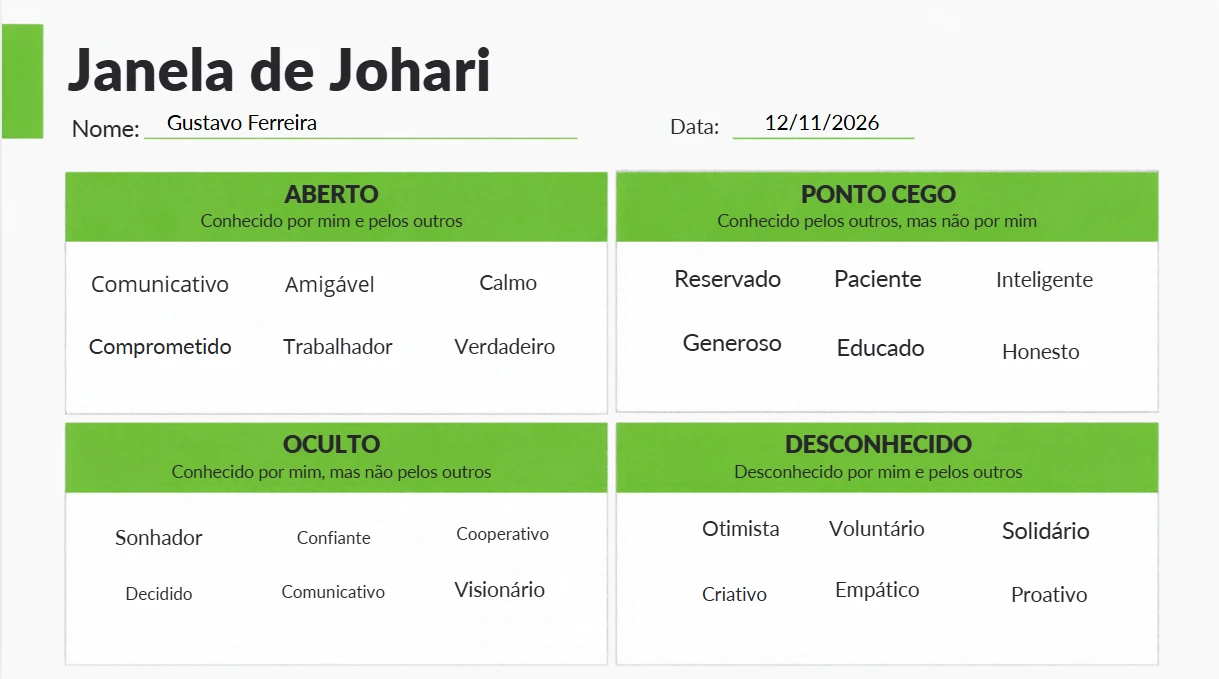 Janela de Johari
Nome: Gustavo Ferreira
Data: 12/11/2026
ABERTO
Conhecido por mim e pelos outros
Comunicativo Amigável Calmo
Comprometido Trabalhador Verdadeiro
PONTO CEGO
Conhecido pelos outros, mas não por mim
Reservado Paciente Inteligente
Generoso Educado Honesto
OCULTO
Conhecido por mim, mas não pelos outros
Sonhador Confiante Cooperativo
Decidido Comunicativo Visionário
DESCONHECIDO
Desconhecido por mim e pelos outros
Otimista Voluntário Solidário
Criativo Empático Proativo